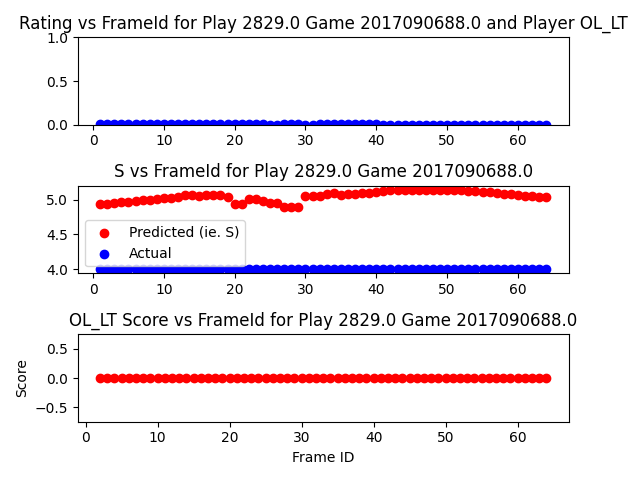 Rating vs FrameId for Play 2829.0 Game 2017090688.0 and Player OL_LT
1.0
0.5
0.0
0 10 20 30 40 50 60
S vs FrameId for Play 2829.0 Game 2017090688.0
5.0
4.5
4.0
Predicted (ie. S)
Actual
0 10 20 30 40 50 60
OL_LT Score vs FrameId for Play 2829.0 Game 2017090688.0
Score
0.5
0.0
−0.5
0 10 20 30 40 50 60
Frame ID